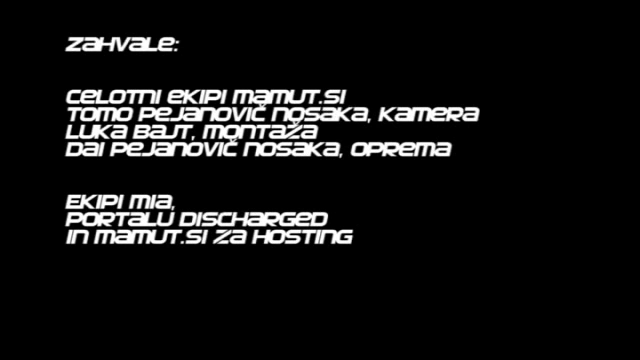 ZAHVALE:
CELOTNI EKIPI MAMUT.SI
TOMO PEJANOVIČ NOSAKA, KAMERA
LUKA BAJT, MONTAŽA
DAI PEJANOVIČ NOSAKA, OPREMA
EKIPI MIA,
PORTALU DISCHARGED
IN MAMUT.SI ZA HOSTING